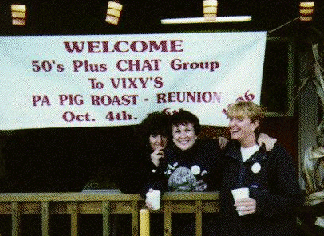 WELCOME
50's Plus CHAT Group
To VIXY'S
PA PIG ROAST - REUNION
Oct. 4th.